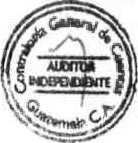 Contraloría General de Cuentas
AUDITOR
INDEPENDIENTE
Guatemala C.A.